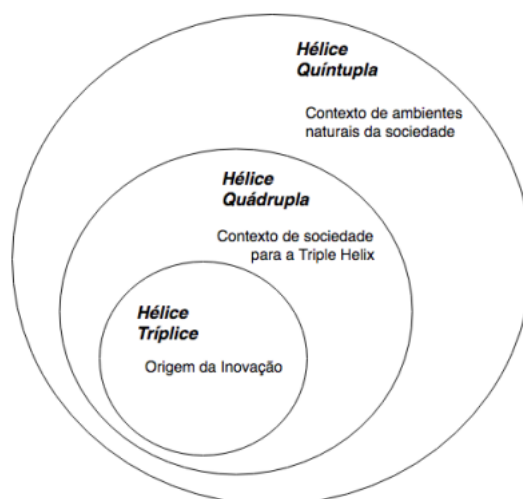 Hélice
Quíntupla
Contexto de ambientes
naturais da sociedade
Hélice
Quádrupla
Contexto de sociedade
para a Triple Helix
Hélice
Tríplice
Origem da Inovação